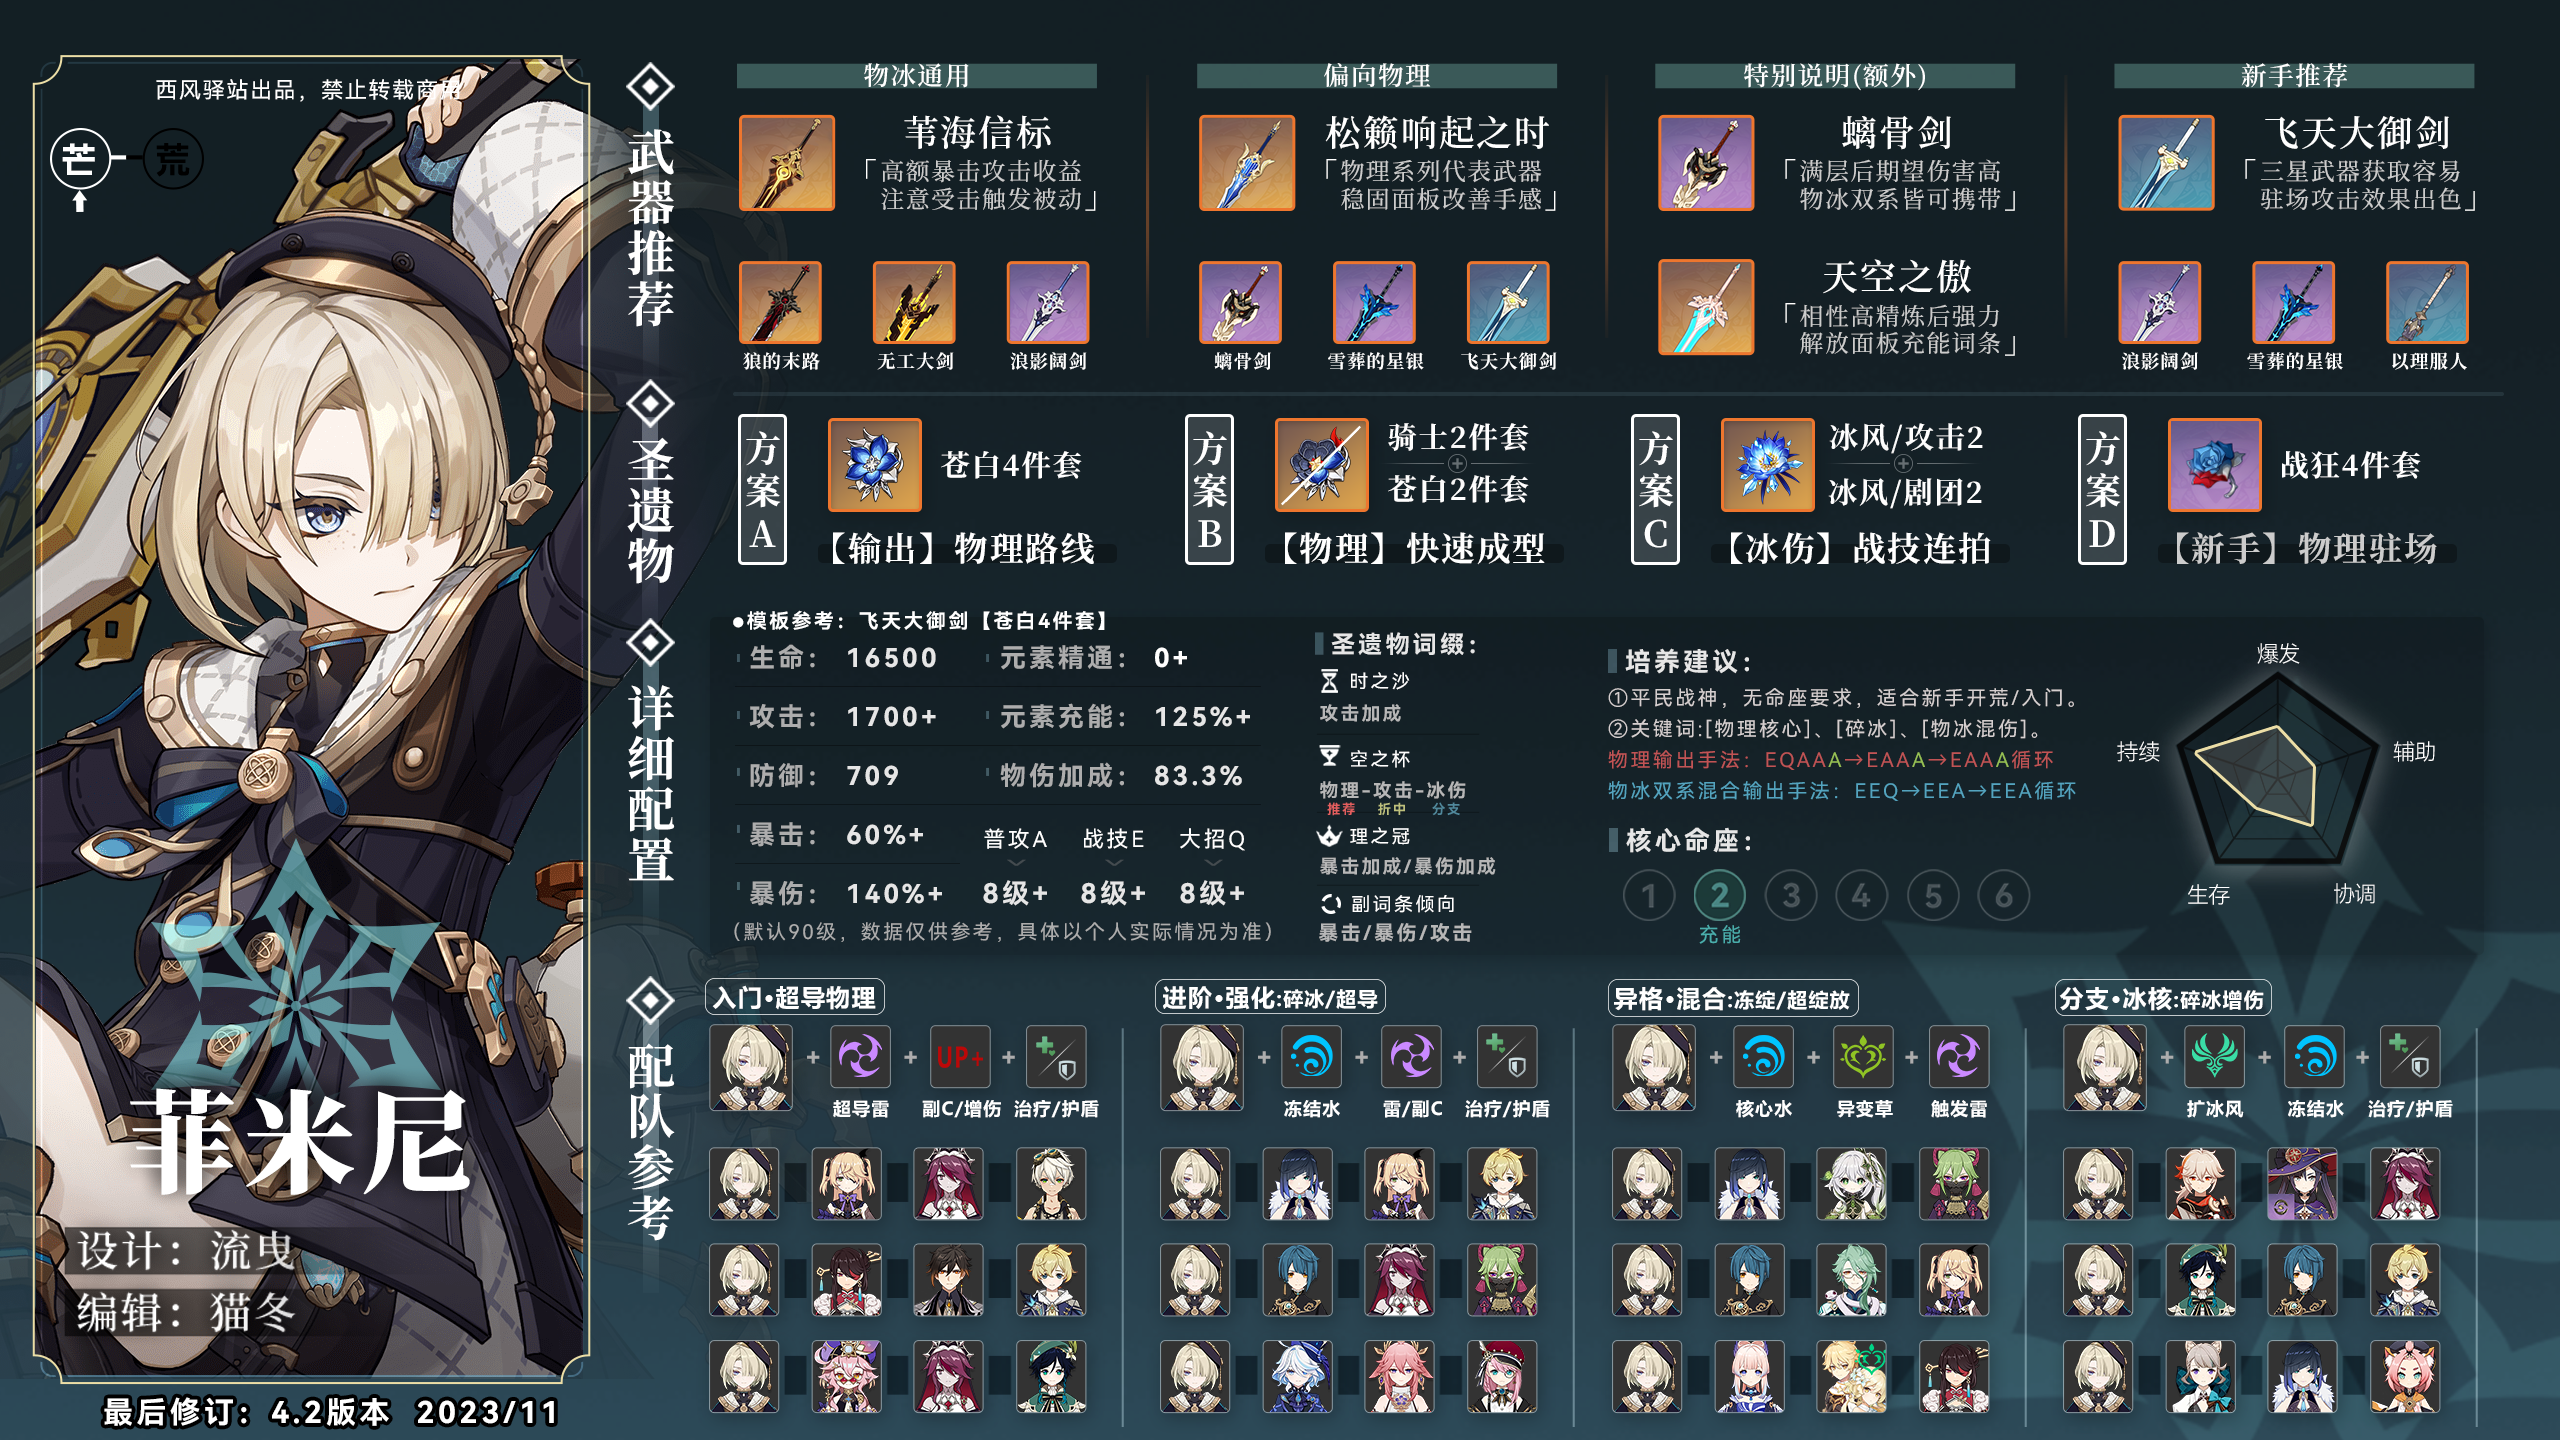 西风驿站出品，禁止转载商用
芒
荒
菲米尼
设计：流曳
编辑：猫冬
最后修订：4.2版本 2023/11
武器推荐
物冰通用
苇海信标
「高额暴击攻击收益
注意受击触发被动」
狼的末路
无工大剑
浪影阔剑
偏向物理
松籁响起之时
「物理系列代表武器
稳固面板改善手感」
螭骨剑
雪葬的星银
飞天大御剑
特别说明(额外)
螭骨剑
「满层后期望伤害高
物冰双系皆可携带」
天空之傲
「相性高精炼后强力
解放面板充能词条」
新手推荐
飞天大御剑
「三星武器获取容易
驻场攻击效果出色」
浪影阔剑
雪葬的星银
以理服人
圣遗物
方案A
苍白4件套
【输出】物理路线
方案B
骑士2件套
苍白2件套
【物理】快速成型
方案C
冰风/攻击2
冰风/剧团2
【冰伤】战技连拍
方案D
战狂4件套
【新手】物理驻场
详细配置
●模板参考：飞天大御剑【苍白4件套】
生命： 16500 元素精通： 0+
攻击： 1700+ 元素充能： 125%+
防御： 709 物伤加成： 83.3%
暴击： 60%+ 普攻A 战技E 大招Q
暴伤： 140%+ 8级+ 8级+ 8级+
(默认90级，数据仅供参考，具体以个人实际情况为准)
圣遗物词缀：
时之沙
攻击加成
空之杯
物理-攻击-冰伤
推荐 折中 分支
理之冠
暴击加成/暴伤加成
副词条倾向
暴击/暴伤/攻击
培养建议：
①平民战神，无命座要求，适合新手开荒/入门。
②关键词:[物理核心]、[碎冰]、[物冰混伤]。
物理输出手法：EQAAA→EAAA→EAAA循环
物冰双系混合输出手法：EEQ→EEA→EEA循环
核心命座：
1 2 3 4 5 6
充能
爆发
持续
辅助
生存
协调
配队参考
入门•超导物理
UP+
超导雷 副C/增伤 治疗/护盾
进阶•强化:碎冰/超导
冻结水 雷/副C 治疗/护盾
异格•混合:冻绽/超绽放
核心水 异变草 触发雷
分支•冰核:碎冰增伤
扩冰风 冻结水 治疗/护盾